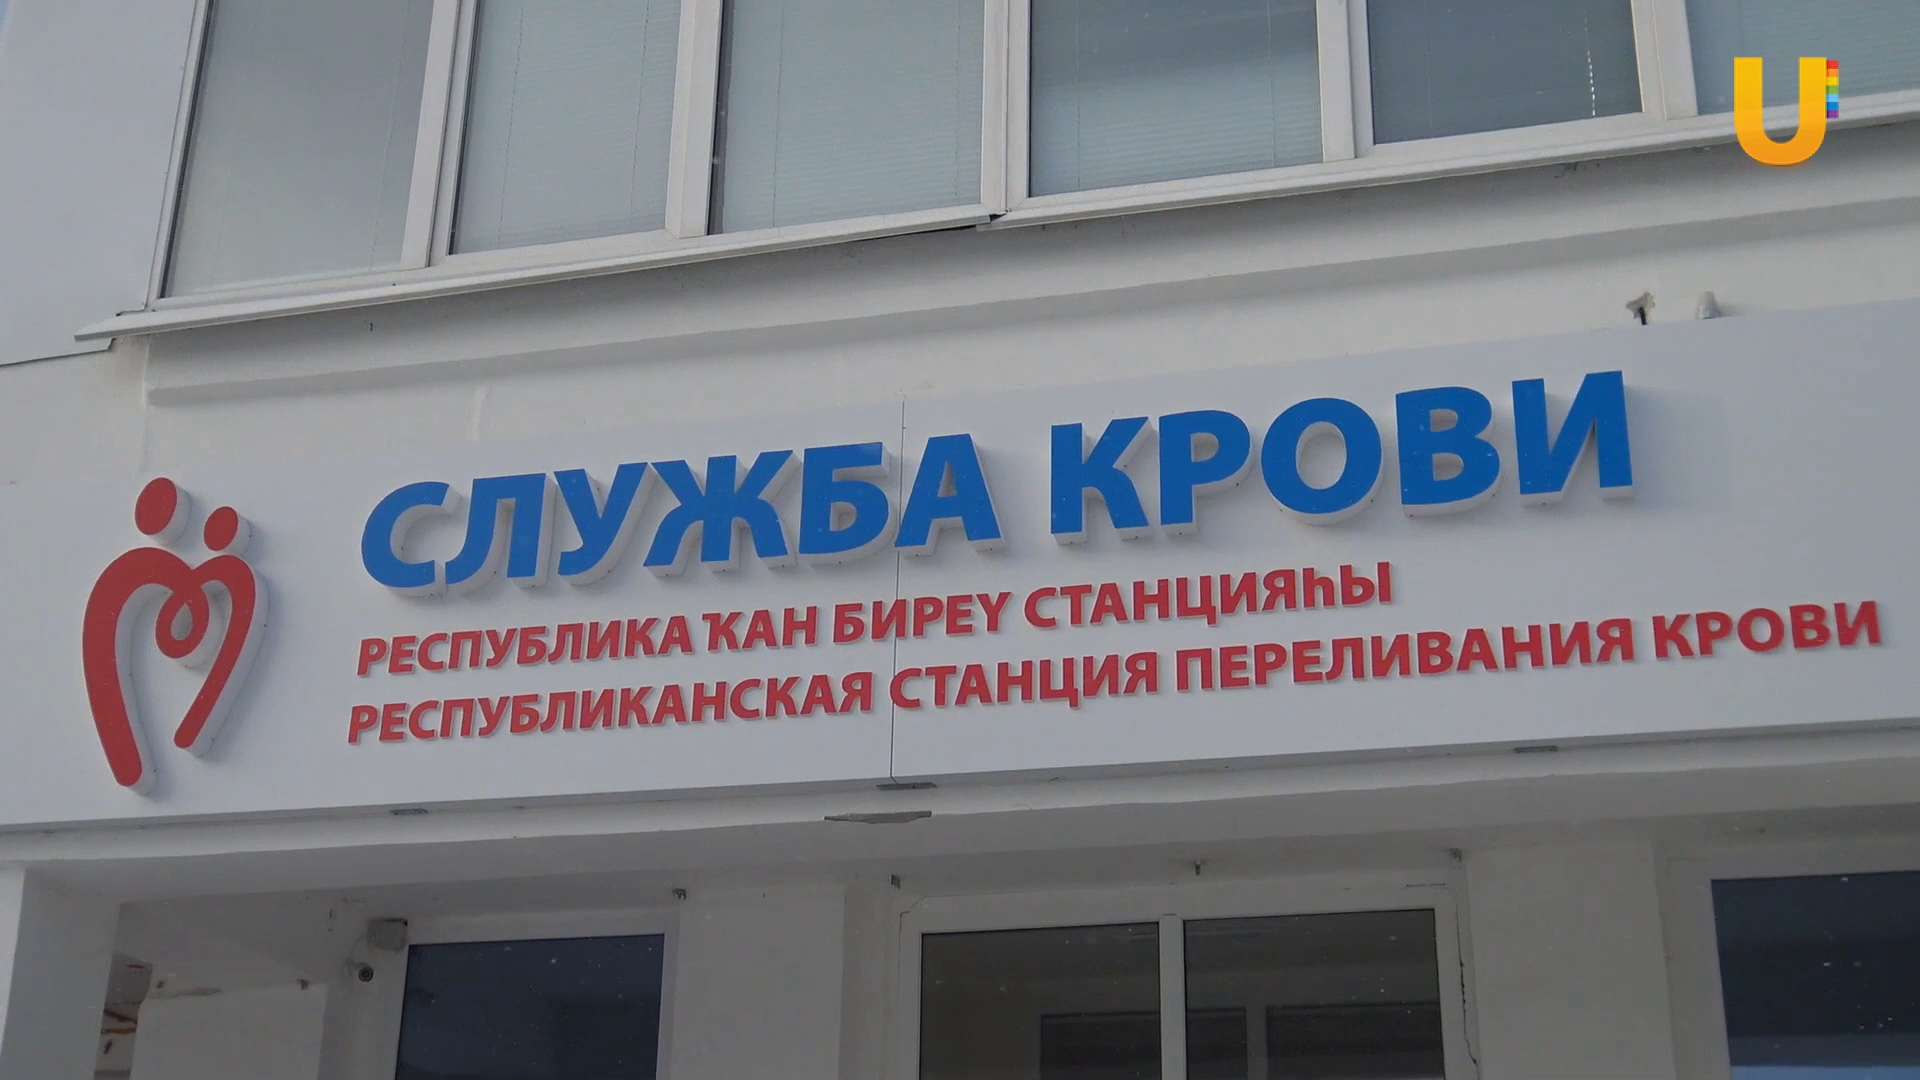 U
СЛУЖБА КРОВИ
РЕСПУБЛИКА ҠАН БИРЕҮ СТАНЦИЯҺЫ
РЕСПУБЛИКАНСКАЯ СТАНЦИЯ ПЕРЕЛИВАНИЯ КРОВИ